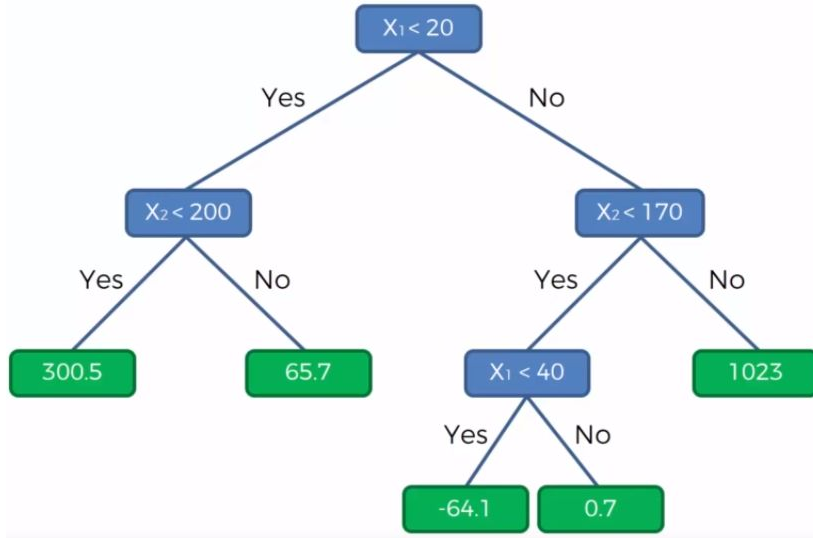 X₁ < 20
Yes
No
X₂ < 200
X₂ < 170
Yes
No
Yes
No
300.5
65.7
X₁ < 40
1023
Yes
No
-64.1
0.7